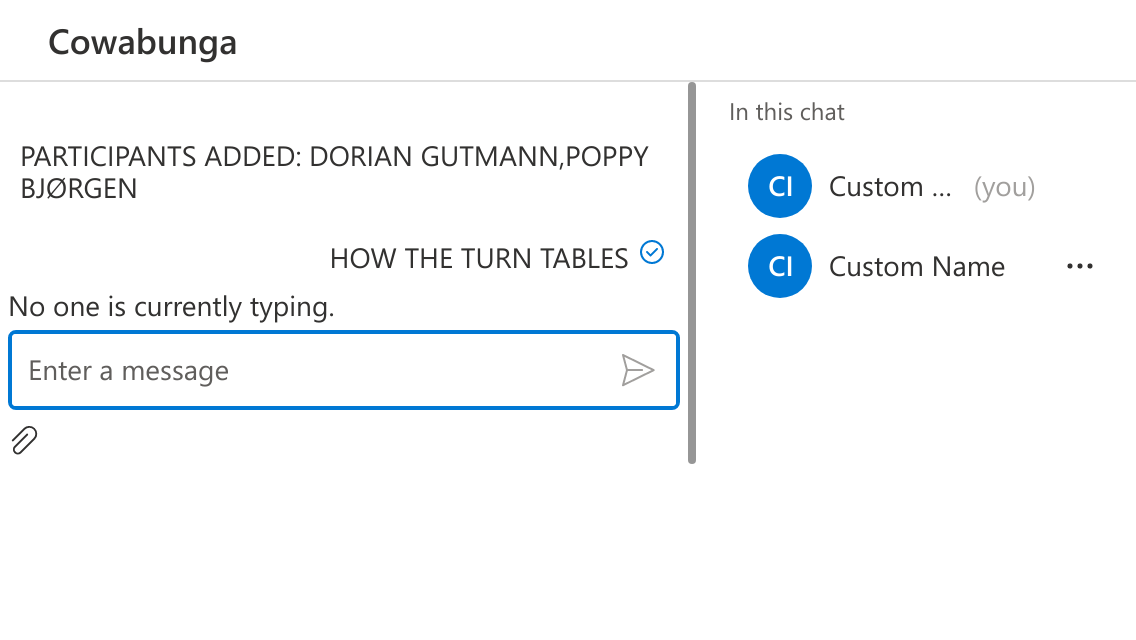 Cowabunga
PARTICIPANTS ADDED: DORIAN GUTMANN,POPPY
BJØRGEN
HOW THE TURN TABLES
No one is currently typing.
Enter a message
In this chat
CI Custom ... (you)
CI Custom Name